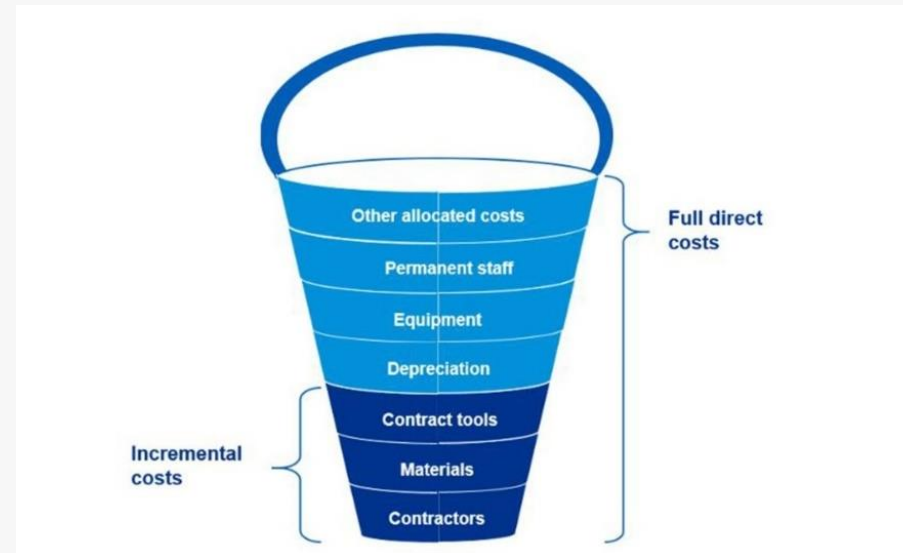 Other allocated costs
Permanent staff
Equipment
Depreciation
Contract tools
Materials
Contractors
Full direct
costs
Incremental
costs